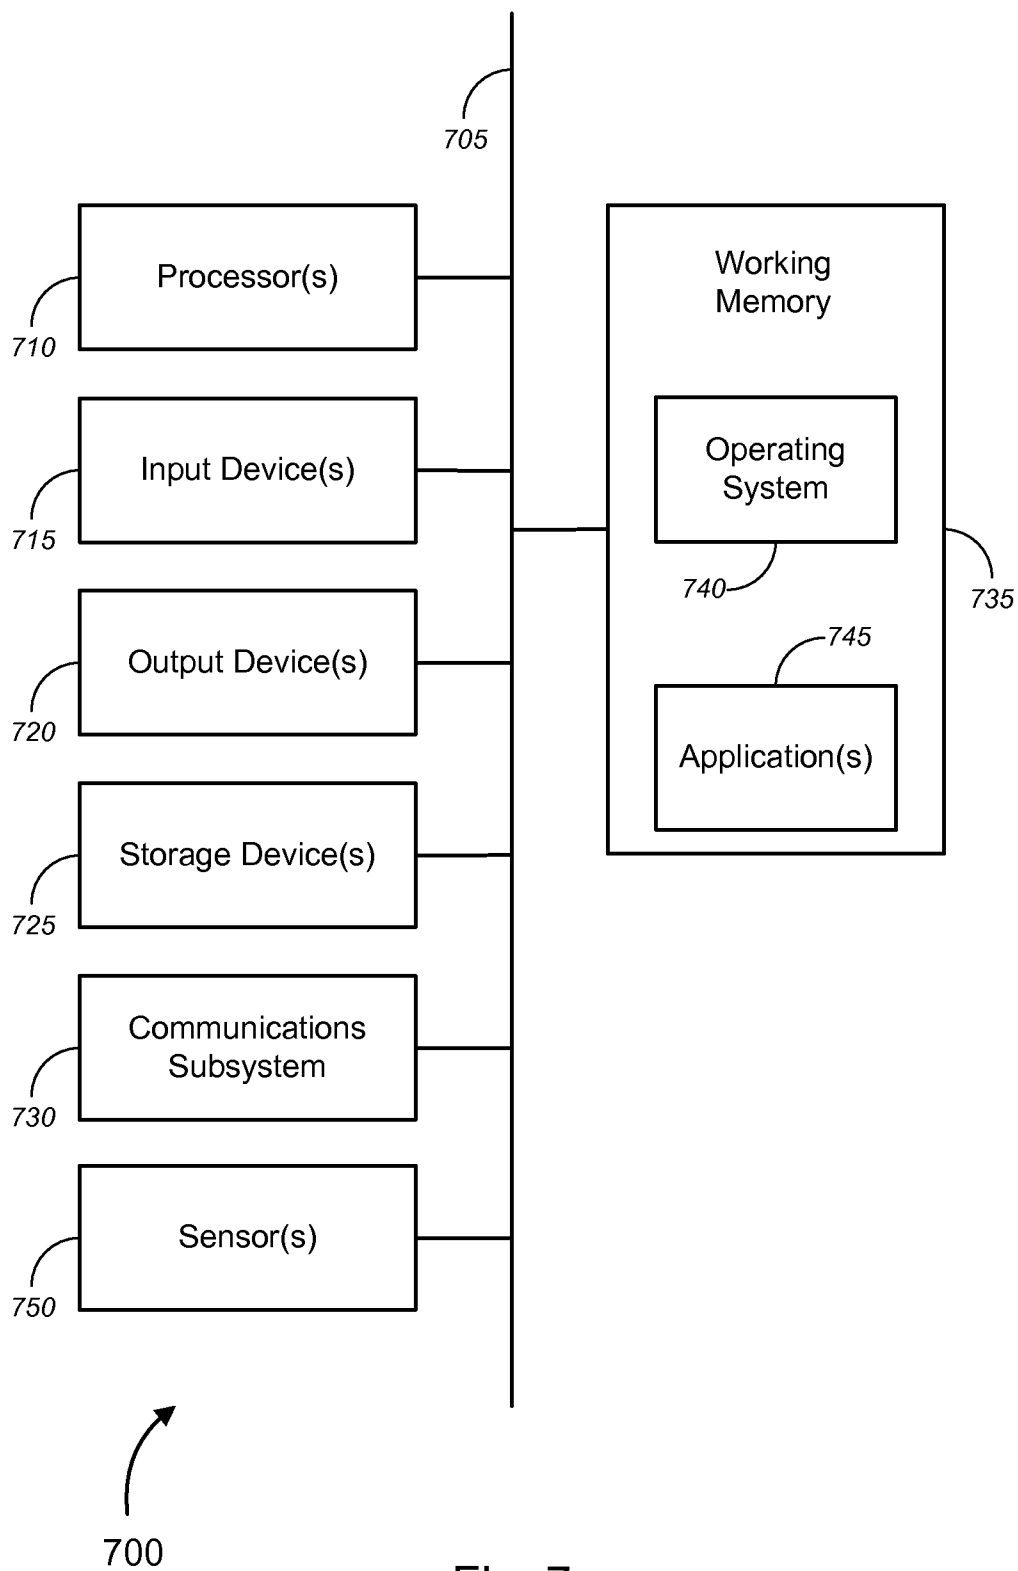 705
Processor(s)
710
Working
Memory
Input Device(s)
715
Operating
System
740
735
Output Device(s)
720
745
Application(s)
Storage Device(s)
725
Communications
Subsystem
730
Sensor(s)
750
700